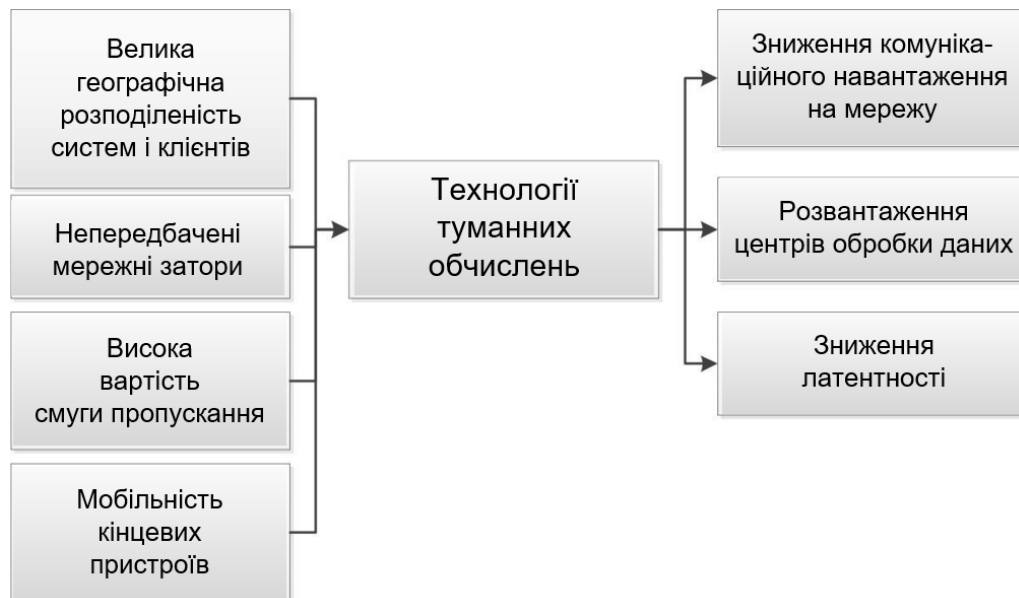 Велика
географічна
розподіленість
систем і клієнтів
Непередбачені
мережні затори
Висока
вартість
смуги пропускання
Мобільність
кінцевих
пристроїв
Технології
туманних
обчислень
Зниження комуніка-
ційного навантаження
на мережу
Розвантаження
центрів обробки даних
Зниження
латентності